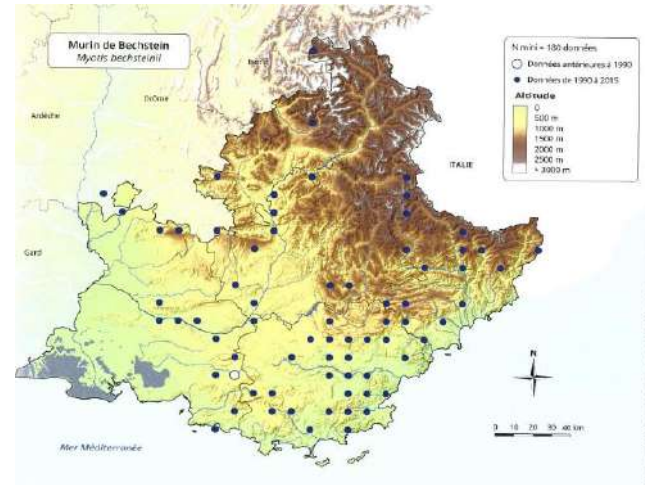 Murin de Bechstein
Myotis bechsteinii
N mini = 180 données
Données antérieures à 1990
Données de 1990 à 2015
Altitude
0
500 m
1000 m
1500 m
2000 m
2500 m
> 3000 m
Isère
Drôme
Ardèche
ITALIE
Gard
N
0 10 20 30 40 km
Mer Méditerranée